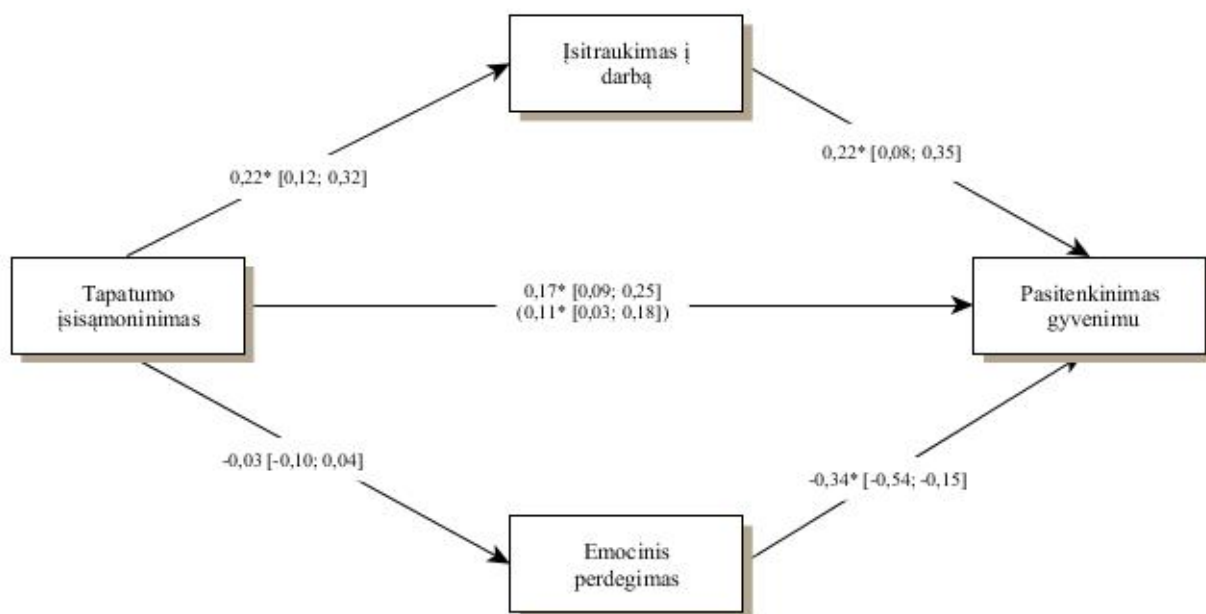 Įsitraukimas į
darbą
0,22* [0,12; 0,32]
0,22* [0,08; 0,35]
Tapatumo
įsisąmoninimas
0,17* [0,09; 0,25]
(0,11* [0,03; 0,18])
Pasitenkinimas
gyvenimu
-0,03 [-0,10; 0,04]
-0,34* [-0,54; -0,15]
Emocinis
perdegimas